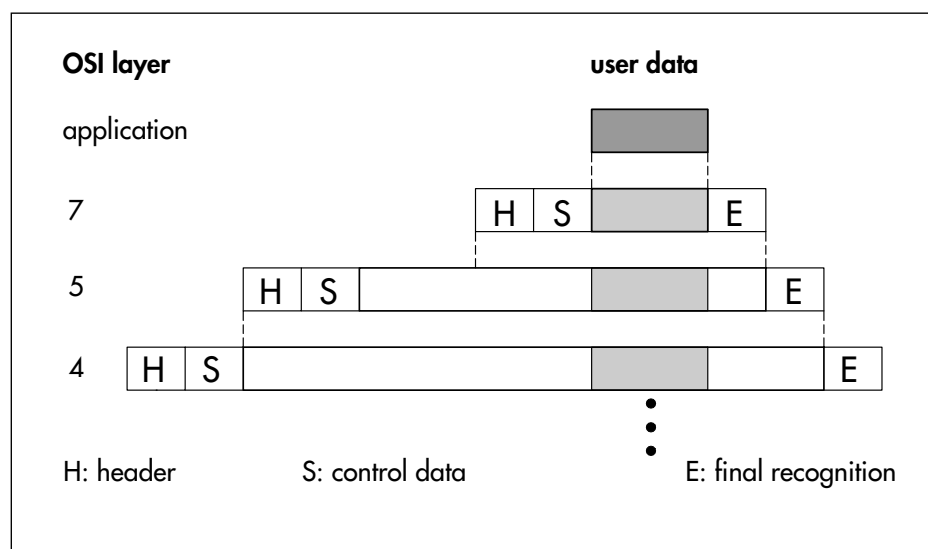 OSI layer user data
application
7 H S E
5 H S E
4 H S E
H: header S: control data E: final recognition